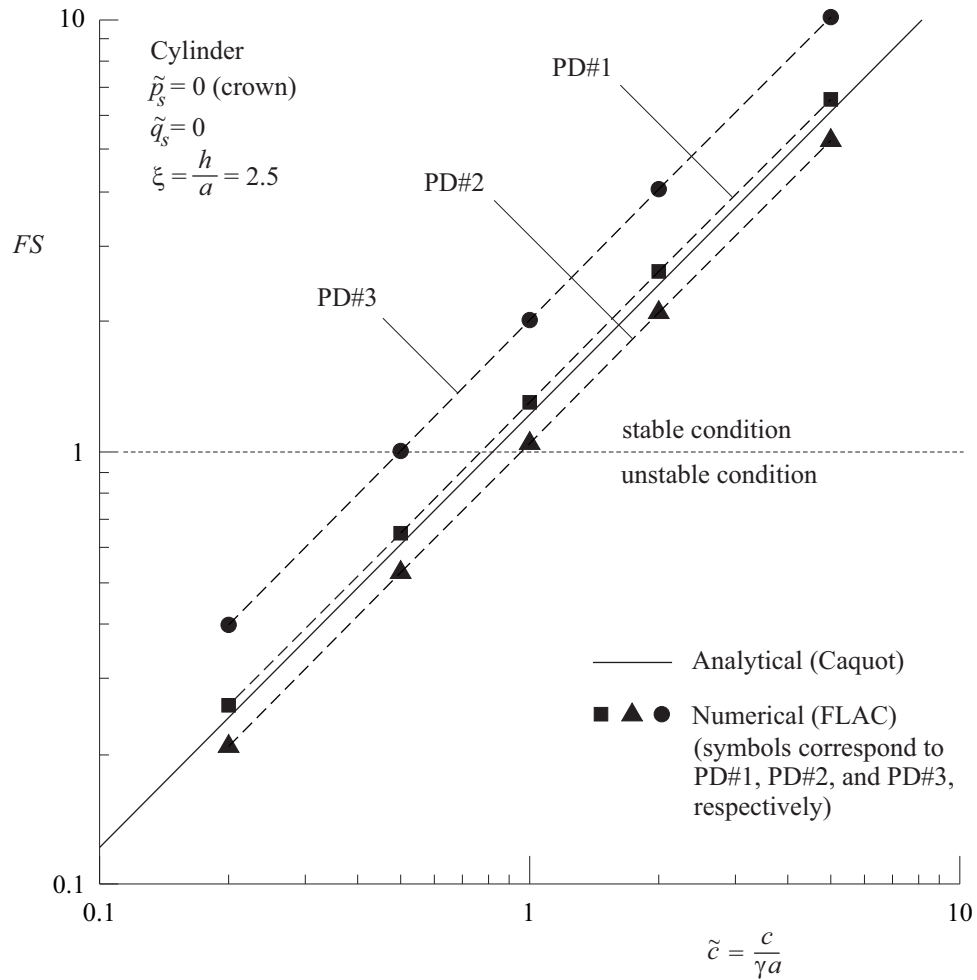 10
Cylinder
p̃s = 0 (crown)
q̃s = 0
ξ = h/a = 2.5
PD#1
PD#2
FS
PD#3
stable condition
1
unstable condition
Analytical (Caquot)
Numerical (FLAC)
(symbols correspond to
PD#1, PD#2, and PD#3,
respectively)
0.1
0.1
1
10
c̃ = c/γa